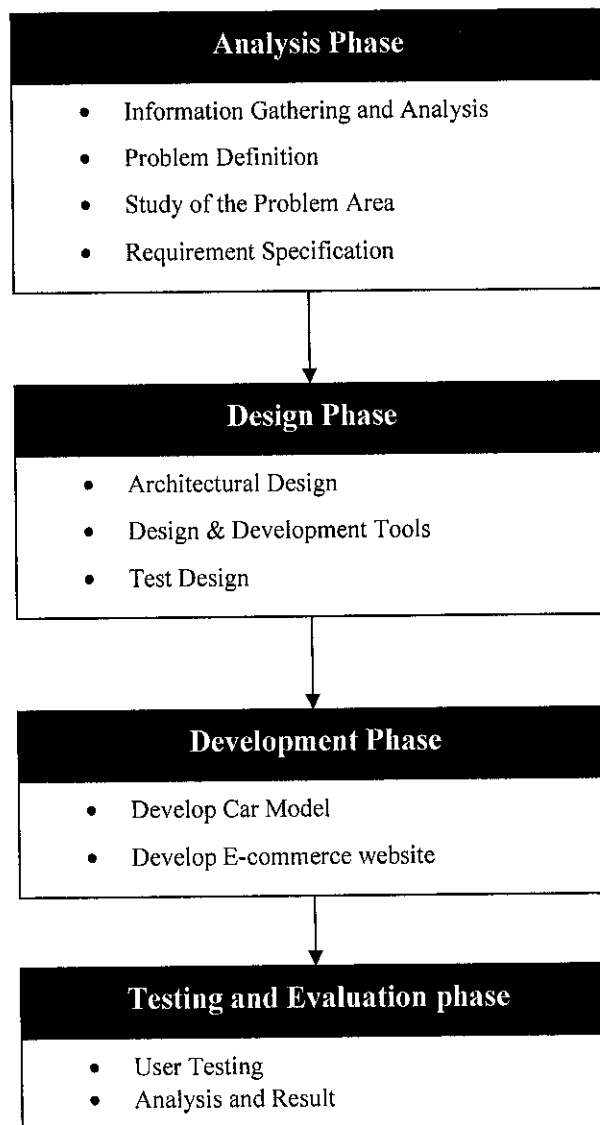 Analysis Phase
• Information Gathering and Analysis
• Problem Definition
• Study of the Problem Area
• Requirement Specification
Design Phase
• Architectural Design
• Design & Development Tools
• Test Design
Development Phase
• Develop Car Model
• Develop E-commerce website
Testing and Evaluation phase
• User Testing
• Analysis and Result